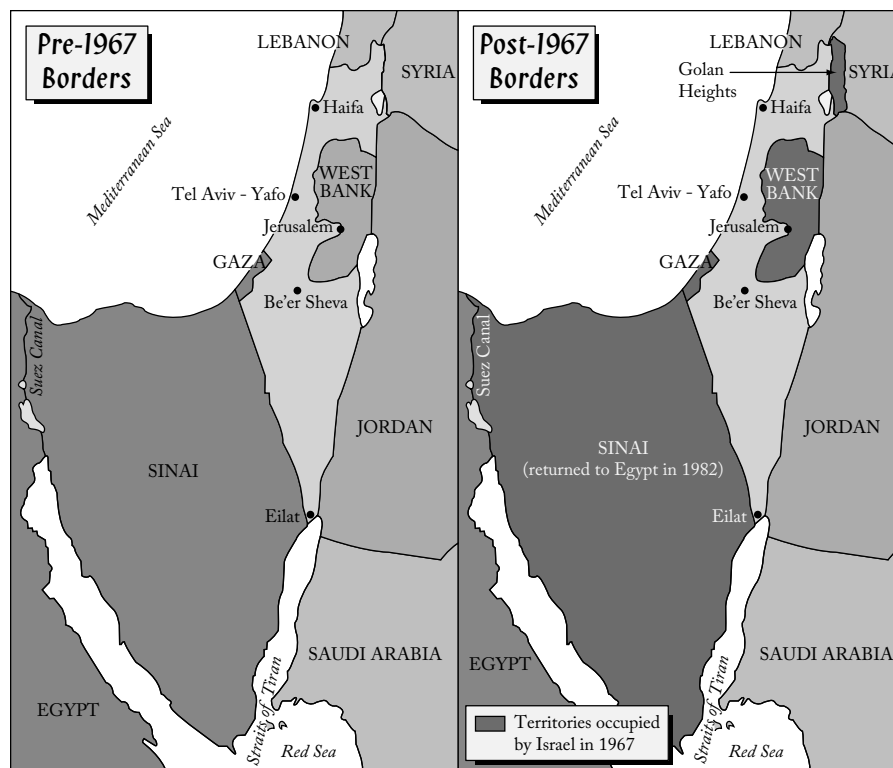 Pre-1967
Borders
LEBANON
SYRIA
Haifa
Mediterranean Sea
WEST
BANK
Tel Aviv - Yafo
Jerusalem
GAZA
Be'er Sheva
Suez Canal
JORDAN
SINAI
Eilat
SAUDI ARABIA
EGYPT
Straits of Tiran
Red Sea
Post-1967
Borders
LEBANON
Golan
Heights
SYRIA
Haifa
Mediterranean Sea
WEST
BANK
Tel Aviv - Yafo
Jerusalem
GAZA
Be'er Sheva
Suez Canal
JORDAN
SINAI
(returned to Egypt in 1982)
Eilat
SAUDI ARABIA
EGYPT
Straits of Tiran
Territories occupied
by Israel in 1967
Red Sea